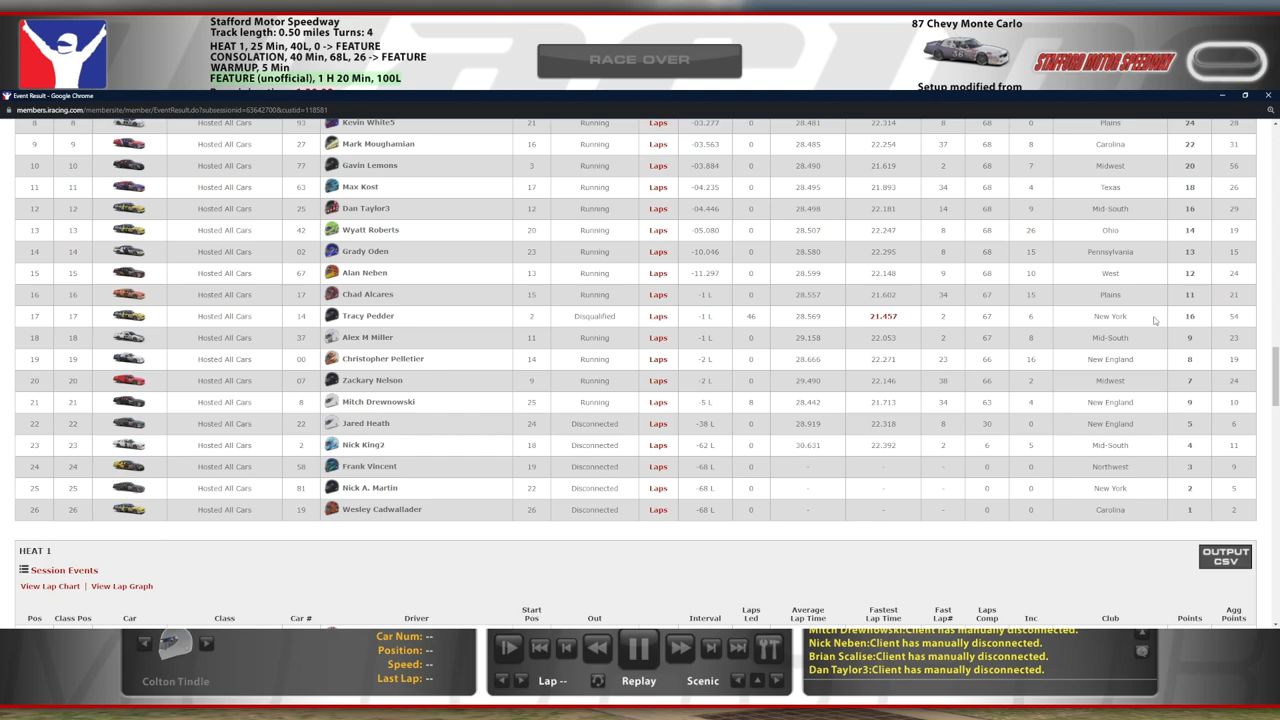 Stafford Motor Speedway
Track length: 0.50 miles Turns: 4
HEAT 1, 25 Min, 40L, 0 -> FEATURE
CONSOLATION, 40 Min, 68L, 26 -> FEATURE
WARMUP, 5 Min
FEATURE (unofficial), 1 H 20 Min, 100L
RACE OVER
87 Chevy Monte Carlo
STAFFORD MOTOR SPEEDWAY
Setup modified from
Event Result - Google Chrome
members.iracing.com/membersite/member/EventResult.do?subsessionid=63642700&custid=118581
8 8 Hosted All Cars 93 Kevin White5 21 Running Laps -03.277 0 28.481 22.314 8 68 0 Plains 24 28
9 9 Hosted All Cars 27 Mark Moughamian 16 Running Laps -03.563 0 28.485 22.254 37 68 8 Carolina 22 31
10 10 Hosted All Cars 77 Gavin Lemons 3 Running Laps -03.884 0 28.490 21.619 2 68 7 Midwest 20 56
11 11 Hosted All Cars 63 Max Kost 17 Running Laps -04.235 0 28.495 21.893 34 68 4 Texas 18 26
12 12 Hosted All Cars 25 Dan Taylor3 12 Running Laps -04.446 0 28.498 22.181 14 68 9 Mid-South 16 29
13 13 Hosted All Cars 42 Wyatt Roberts 20 Running Laps -05.080 0 28.507 22.247 8 68 26 Ohio 14 19
14 14 Hosted All Cars 02 Grady Oden 23 Running Laps -10.046 0 28.580 22.295 8 68 15 Pennsylvania 13 15
15 15 Hosted All Cars 67 Alan Neben 13 Running Laps -11.297 0 28.599 22.148 9 68 10 West 12 24
16 16 Hosted All Cars 17 Chad Alcares 15 Running Laps -1 L 0 28.557 21.602 34 67 15 Plains 11 21
17 17 Hosted All Cars 14 Tracy Pedder 2 Disqualified Laps -1 L 46 28.569 21.457 2 67 6 New York 16 54
18 18 Hosted All Cars 37 Alex M Miller 11 Running Laps -1 L 0 29.158 22.053 2 67 8 Mid-South 9 23
19 19 Hosted All Cars 00 Christopher Pelletier 14 Running Laps -2 L 0 28.666 22.271 23 66 16 New England 8 19
20 20 Hosted All Cars 07 Zackary Nelson 9 Running Laps -2 L 0 29.490 22.146 38 66 2 Midwest 7 24
21 21 Hosted All Cars 8 Mitch Drewnowski 25 Running Laps -5 L 8 28.442 21.713 34 63 4 New England 9 10
22 22 Hosted All Cars 22 Jared Heath 24 Disconnected Laps -38 L 0 28.919 22.318 8 30 0 New England 5 6
23 23 Hosted All Cars 2 Nick King2 18 Disconnected Laps -62 L 0 30.631 22.392 2 6 5 Mid-South 4 11
24 24 Hosted All Cars 58 Frank Vincent 19 Disconnected Laps -68 L 0 - - 0 0 Northwest 3 9
25 25 Hosted All Cars 81 Nick A. Martin 22 Disconnected Laps -68 L 0 - - 0 0 New York 2 5
26 26 Hosted All Cars 19 Wesley Cadwallader 26 Disconnected Laps -68 L 0 - - 0 0 Carolina 1 2
HEAT 1
OUTPUT CSV
Session Events
View Lap Chart | View Lap Graph
Pos Class Pos Car Class Car # Driver Start Pos Out Interval Laps Led Average Lap Time Fastest Lap Time Fast Lap# Laps Comp Inc Club Points Agg Points
Colton Tindle
Car Num: --
Position: --
Speed: --
Last Lap: --
Lap -- Replay Scenic
Mitch Drewnowski:Client has manually disconnected.
Nick Neben:Client has manually disconnected.
Brian Scalise:Client has manually disconnected.
Dan Taylor3:Client has manually disconnected.